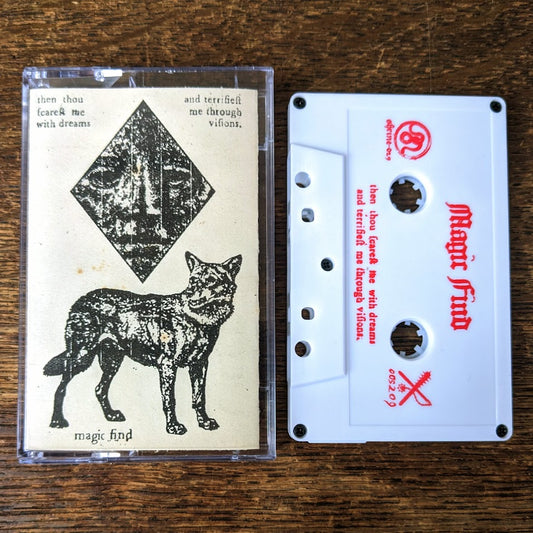 then thou
ſcareſt me
with dreams
and terrifieſt
me through
viſions.
magic find
Magic Find
then thou ſcareſt me with dreams
and terrifieſt me through viſions.